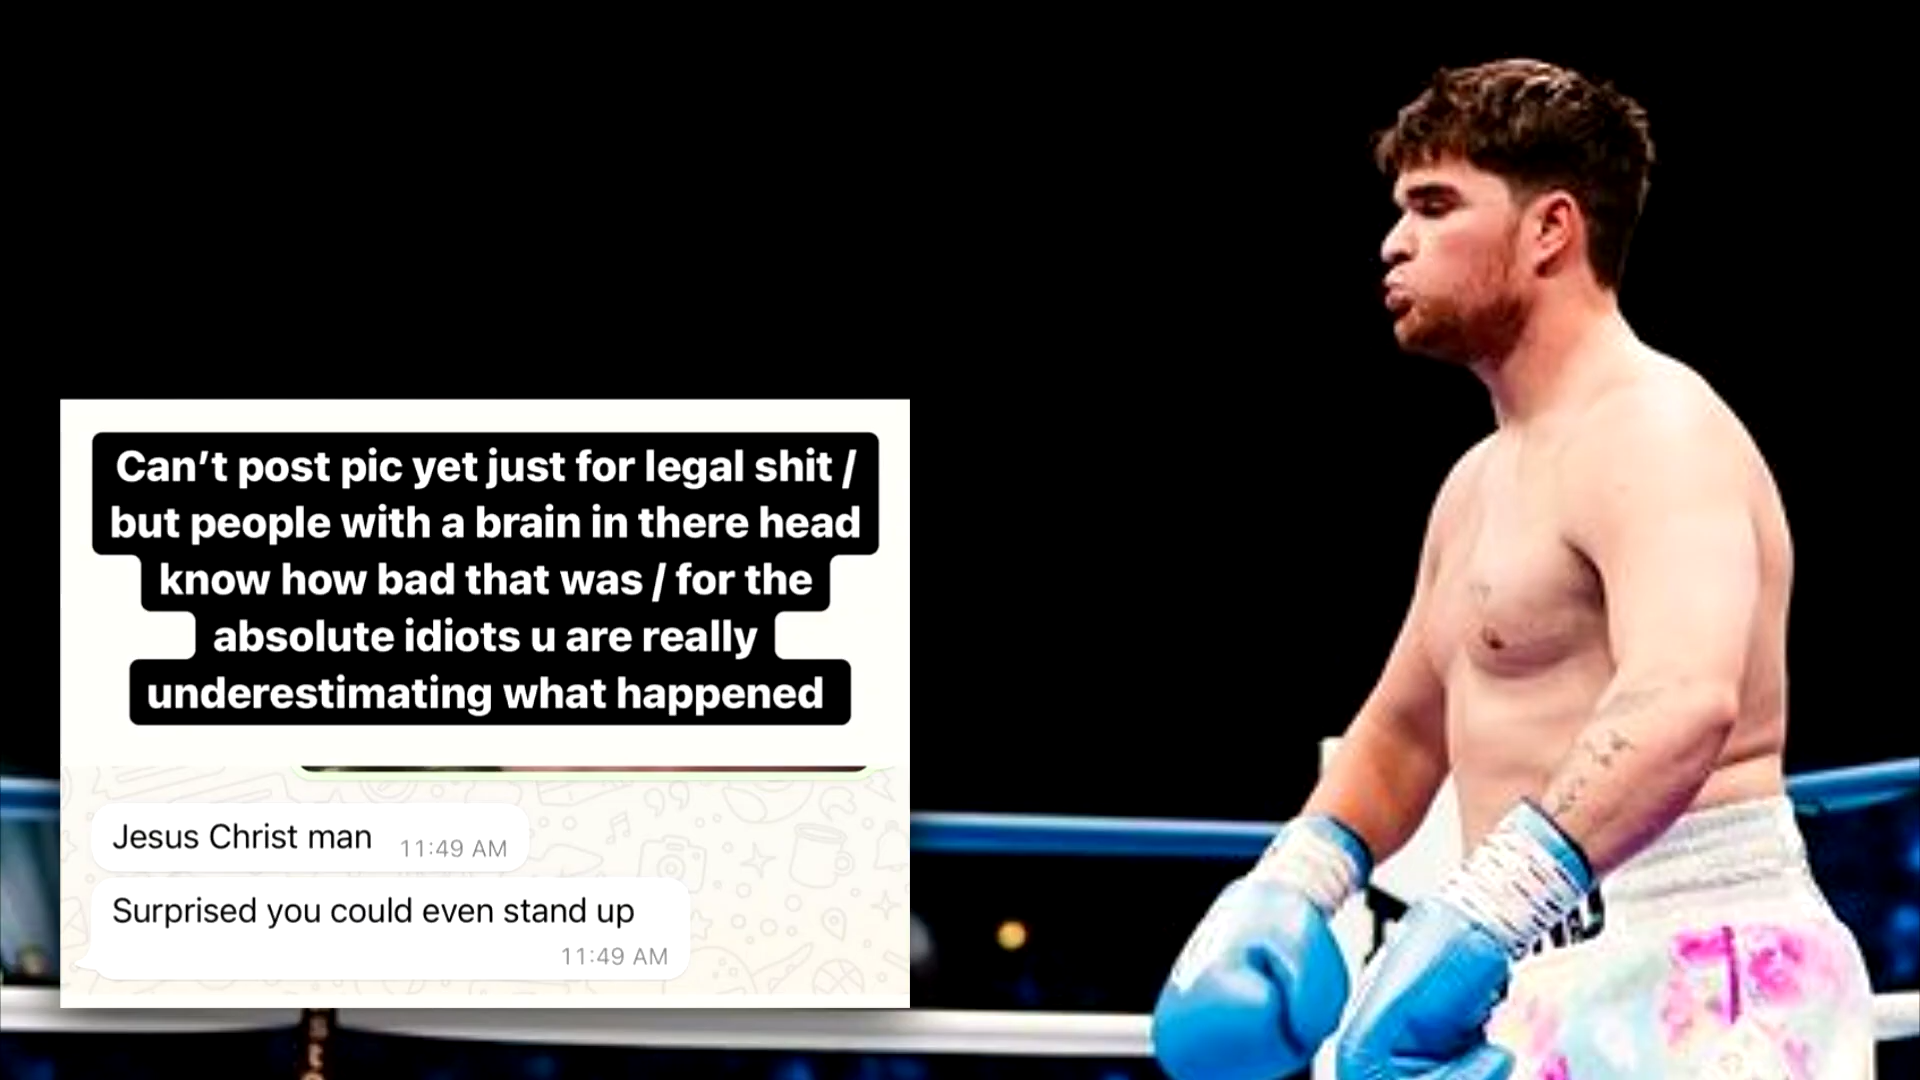 Can’t post pic yet just for legal shit /
but people with a brain in there head
know how bad that was / for the
absolute idiots u are really
underestimating what happened
Jesus Christ man 11:49 AM
Surprised you could even stand up
11:49 AM